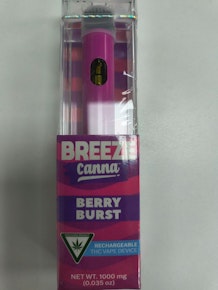 BREEZE
Canna
BERRY
BURST
RECHARGEABLE
THC VAPE DEVICE
NET WT. 1000 mg
(0.035 oz)